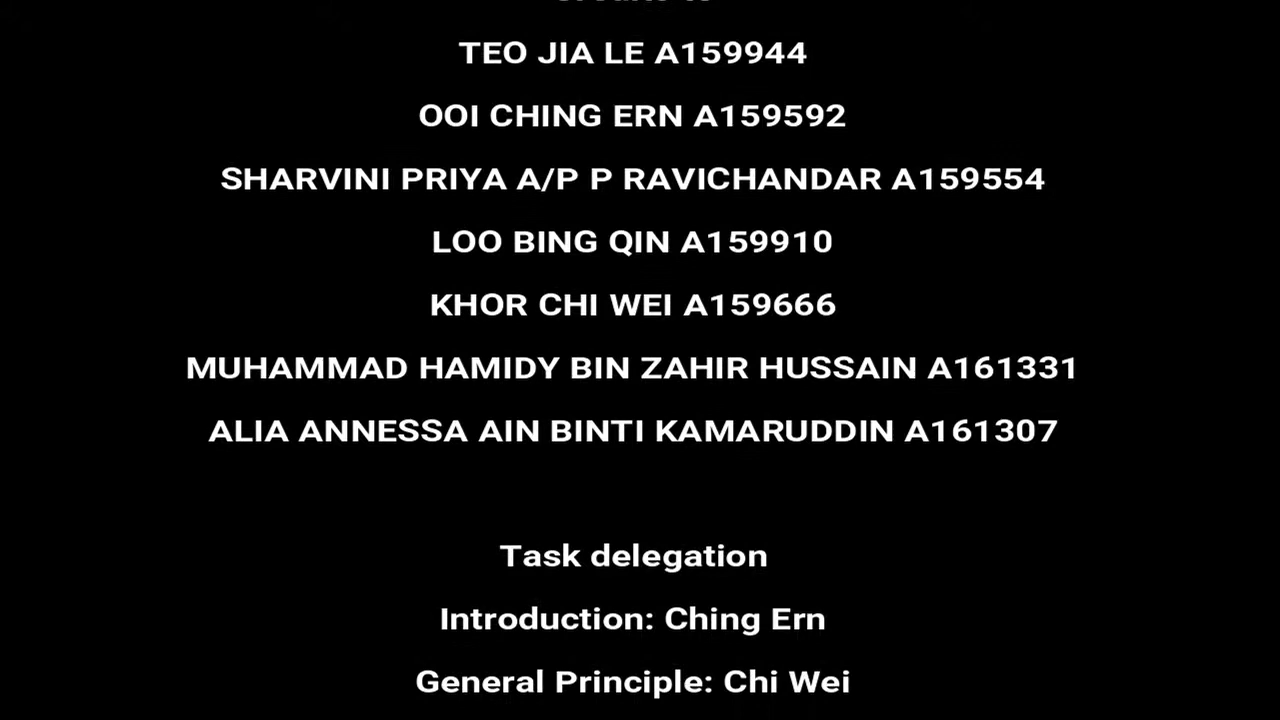 TEO JIA LE A159944
OOI CHING ERN A159592
SHARVINI PRIYA A/P P RAVICHANDAR A159554
LOO BING QIN A159910
KHOR CHI WEI A159666
MUHAMMAD HAMIDY BIN ZAHIR HUSSAIN A161331
ALIA ANNESSA AIN BINTI KAMARUDDIN A161307
Task delegation
Introduction: Ching Ern
General Principle: Chi Wei